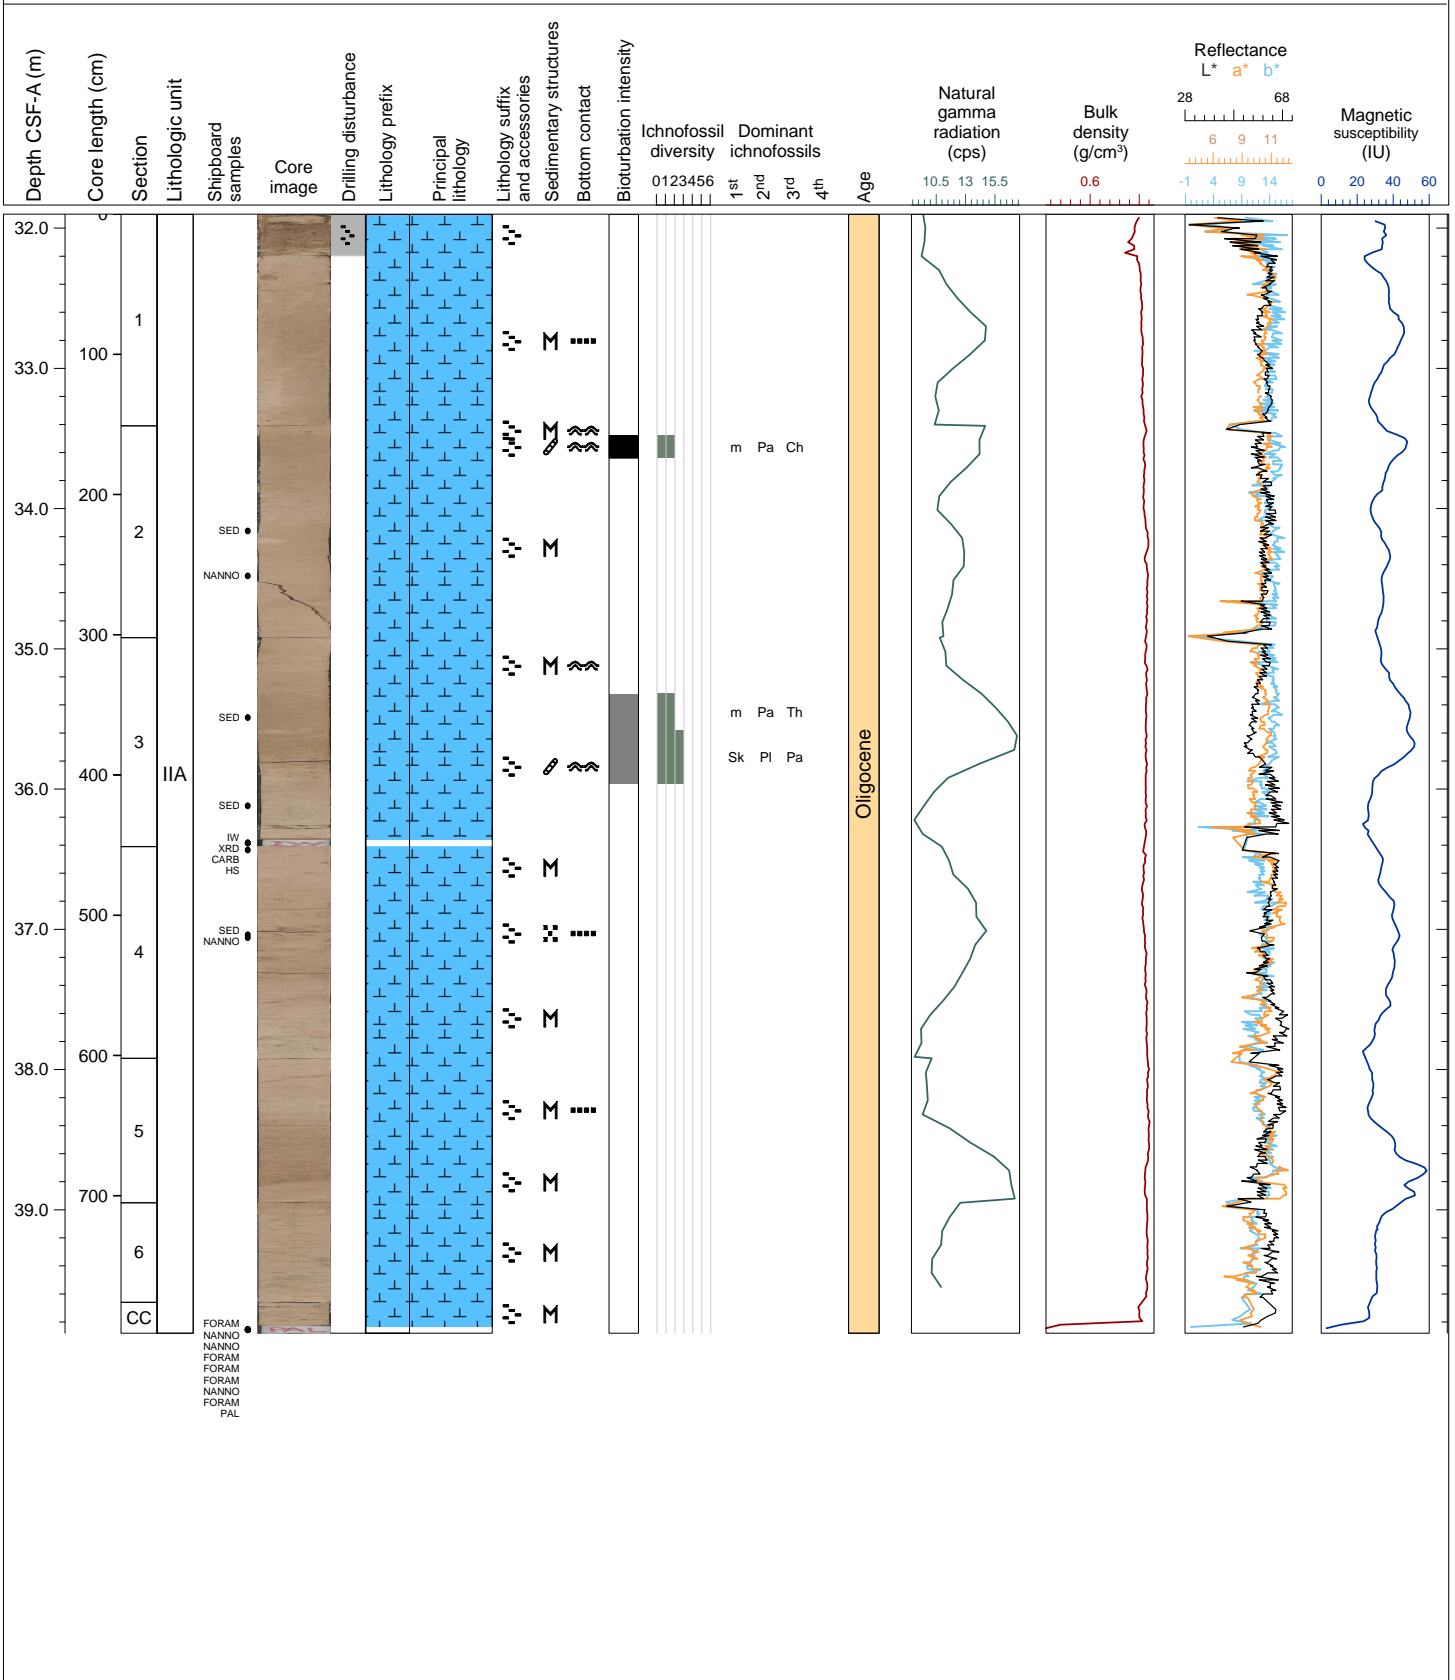 Depth CSF-A (m)
Core length (cm)
Section
Lithologic unit
Shipboard
samples
Core
image
Drilling disturbance
Lithology prefix
Principal
lithology
Lithology suffix
and accessories
Sedimentary structures
Bottom contact
Bioturbation intensity
Ichnofossil
diversity
0123456
Dominant
ichnofossils
1st
2nd
3rd
4th
Age
Natural
gamma
radiation
(cps)
10.5 13 15.5
Bulk
density
(g/cm3)
0.6
Reflectance
L* a* b*
28 68
6 9 11
-1 4 9 14
Magnetic
susceptibility
(IU)
0 20 40 60
32.0
33.0
34.0
35.0
36.0
37.0
38.0
39.0
0
100
200
300
400
500
600
700
1
2
3
4
5
6
CC
IIA
SED
NANNO
SED
SED
IW
XRD
CARB
HS
SED
NANNO
FORAM
NANNO
NANNO
FORAM
FORAM
FORAM
NANNO
FORAM
PAL
m Pa Ch
m Pa Th
Sk Pl Pa
Oligocene